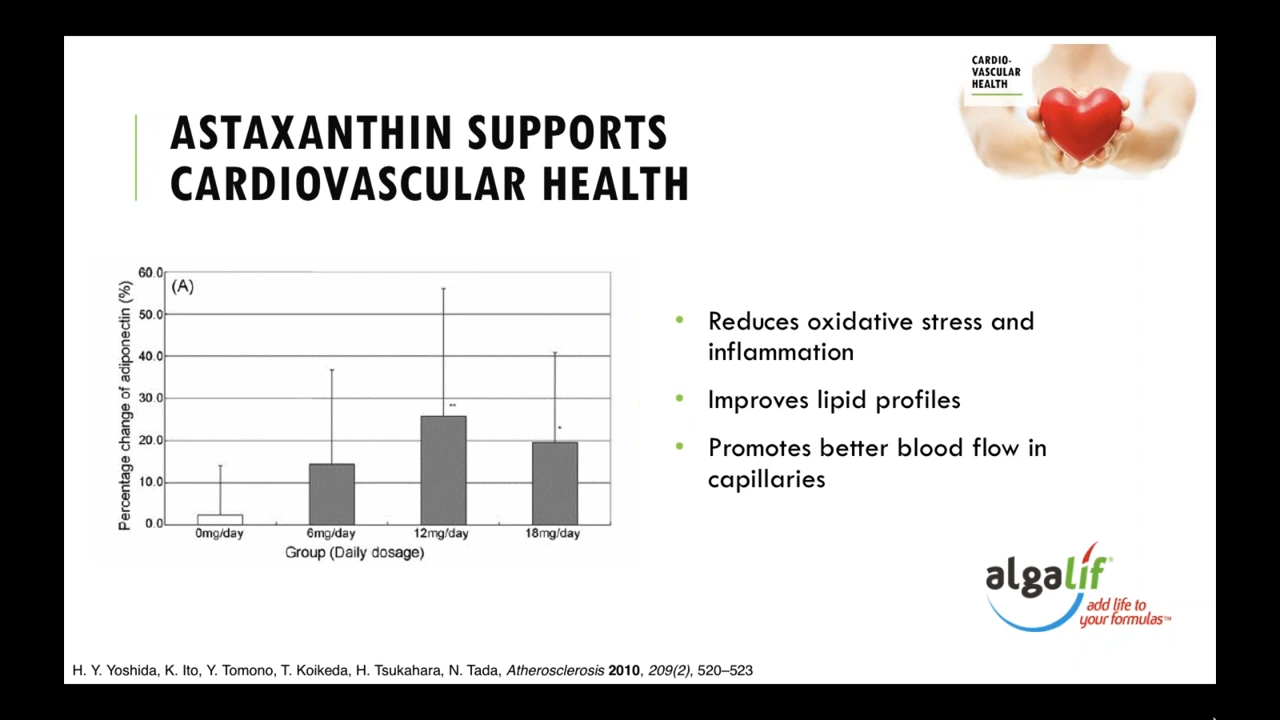 CARDIO-
VASCULAR
HEALTH
ASTAXANTHIN SUPPORTS
CARDIOVASCULAR HEALTH
(A)
Percentage change of adiponectin (%)
60.0
50.0
40.0
30.0
20.0
10.0
0.0
**
*
0mg/day 6mg/day 12mg/day 18mg/day
Group (Daily dosage)
• Reduces oxidative stress and
inflammation
• Improves lipid profiles
• Promotes better blood flow in
capillaries
algalif®
add life to
your formulas™
H. Y. Yoshida, K. Ito, Y. Tomono, T. Koikeda, H. Tsukahara, N. Tada, Atherosclerosis 2010, 209(2), 520–523